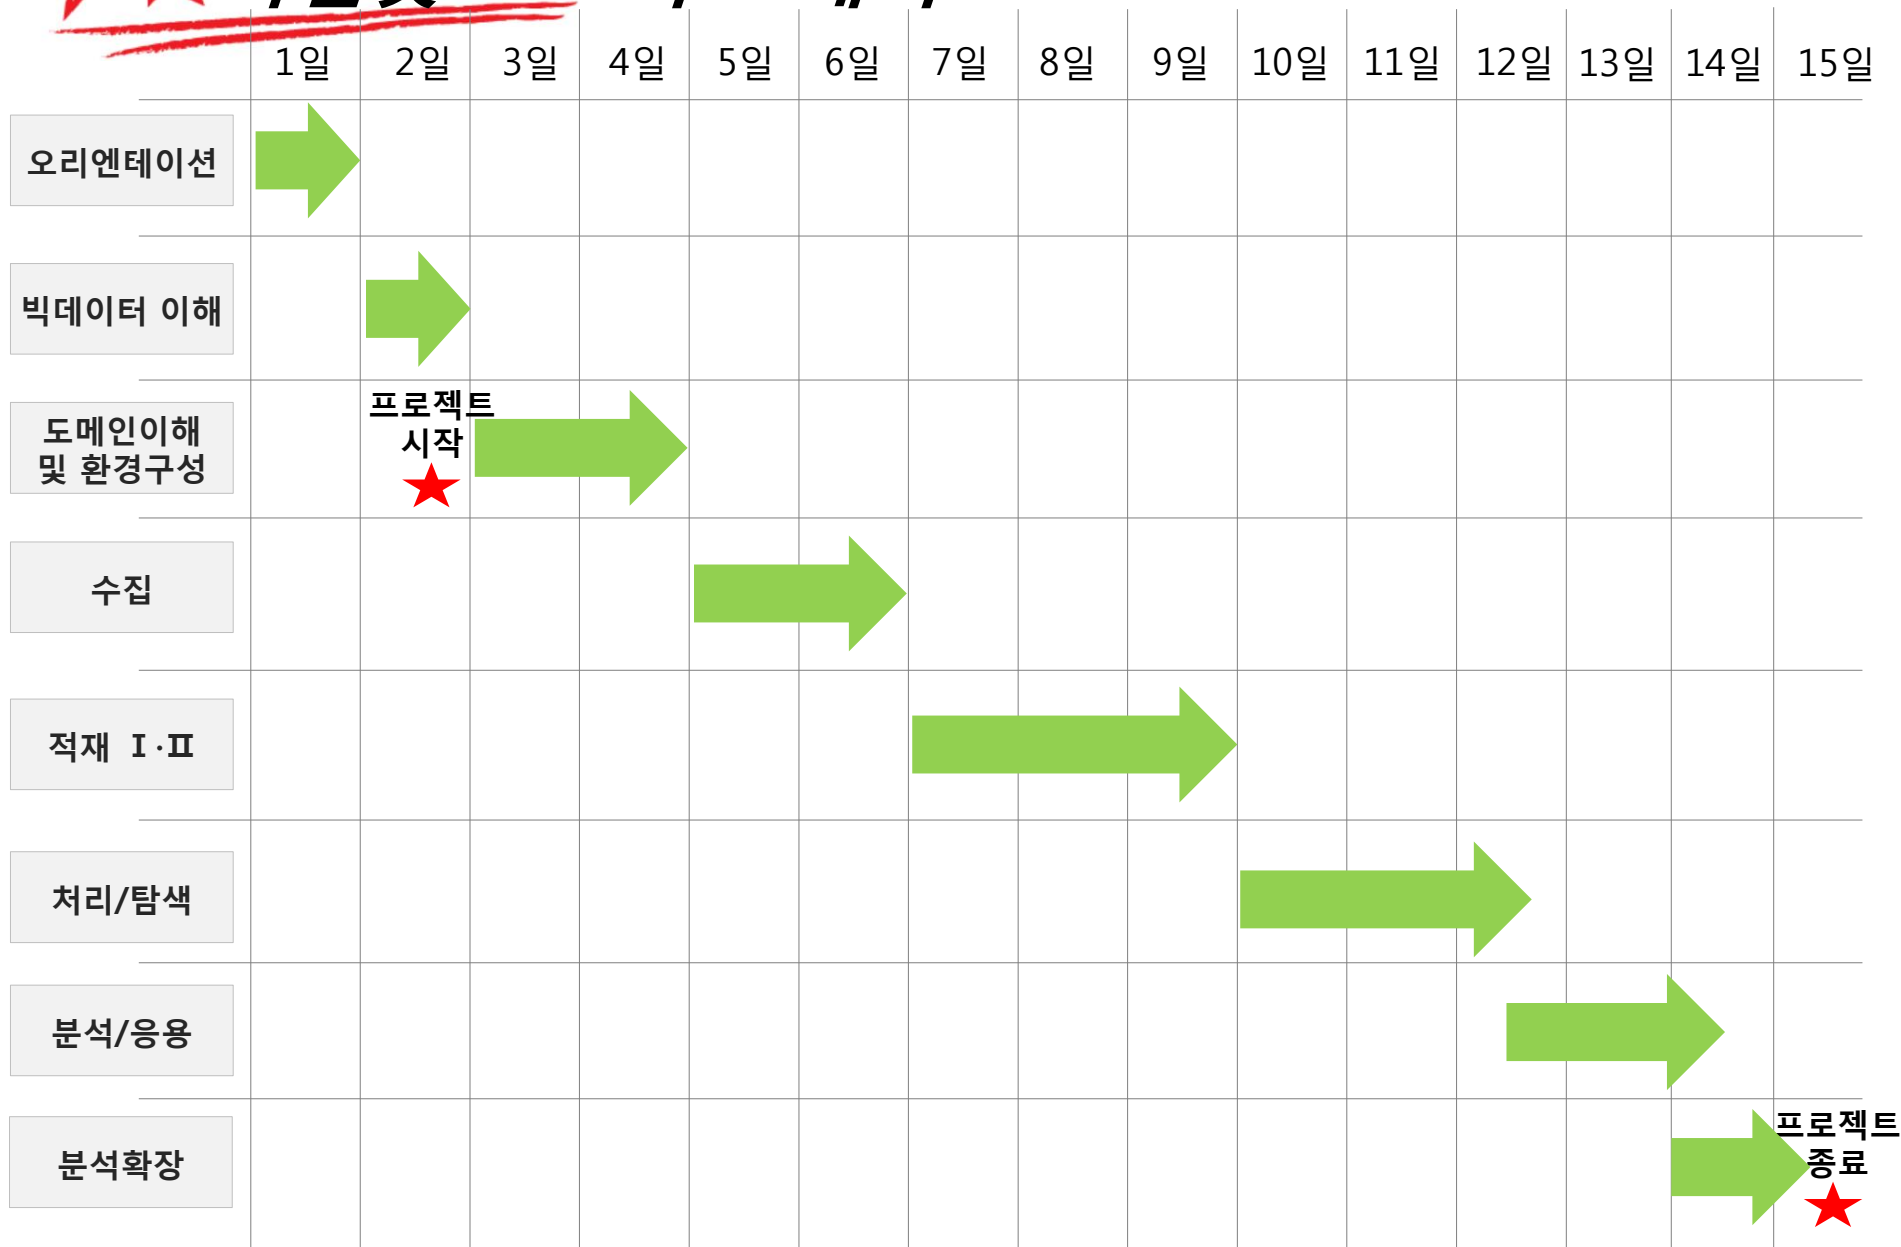 1일 2일 3일 4일 5일 6일 7일 8일 9일 10일 11일 12일 13일 14일 15일
오리엔테이션
빅데이터 이해
프로젝트
시작
도메인이해
및 환경구성
수집
적재 Ⅰ·Ⅱ
처리/탐색
분석/응용
분석확장
프로젝트
종료